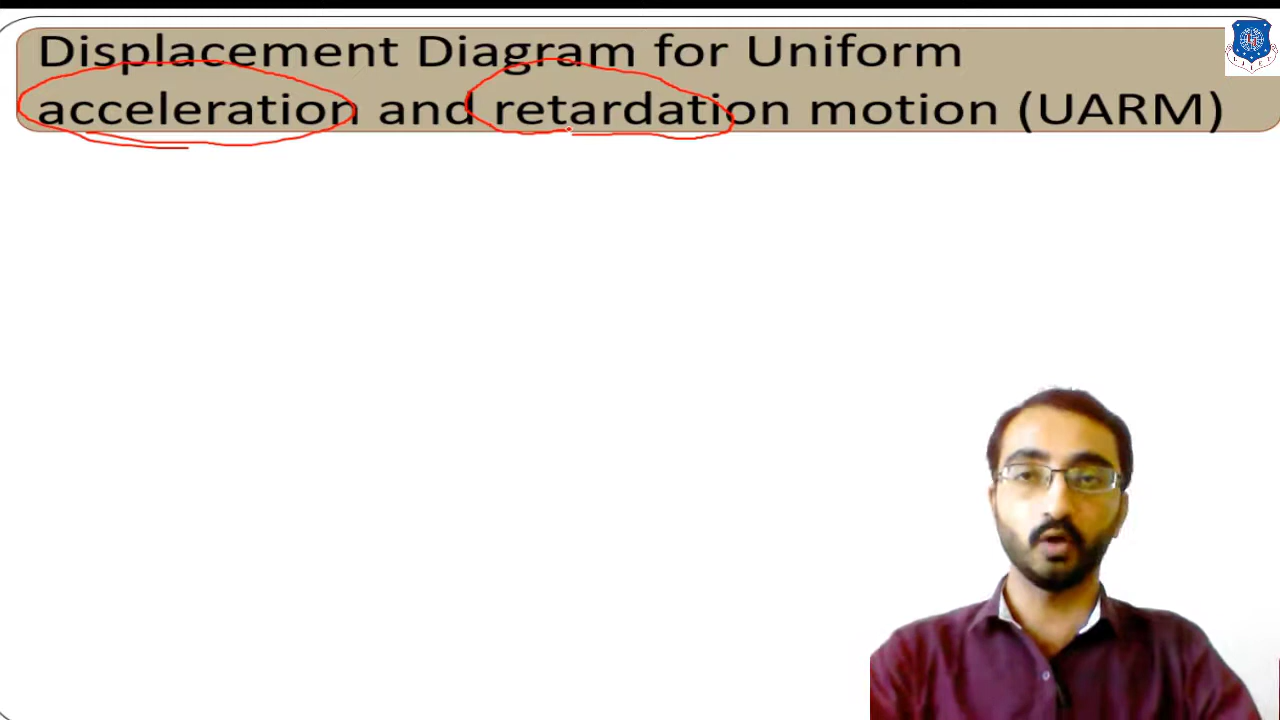 Displacement Diagram for Uniform
acceleration and retardation motion (UARM)